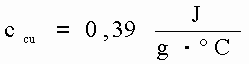 c cu = 0,39 J / g · °C